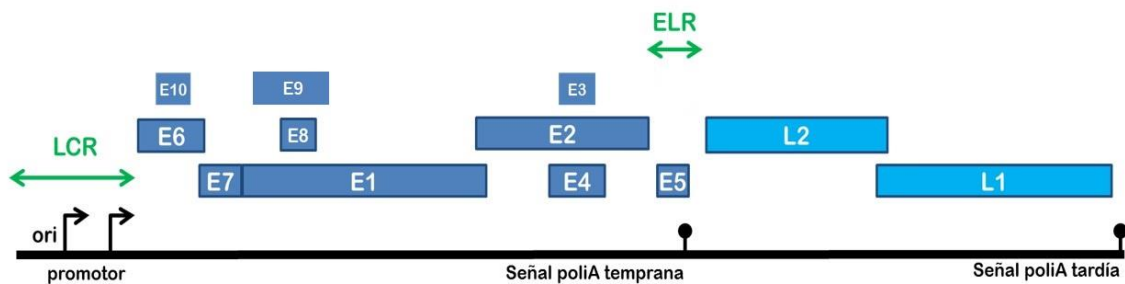 ELR
E10
E9
E3
LCR
E6
E8
E2
L2
E7
E1
E4
E5
L1
ori
promotor
Señal poliA temprana
Señal poliA tardía